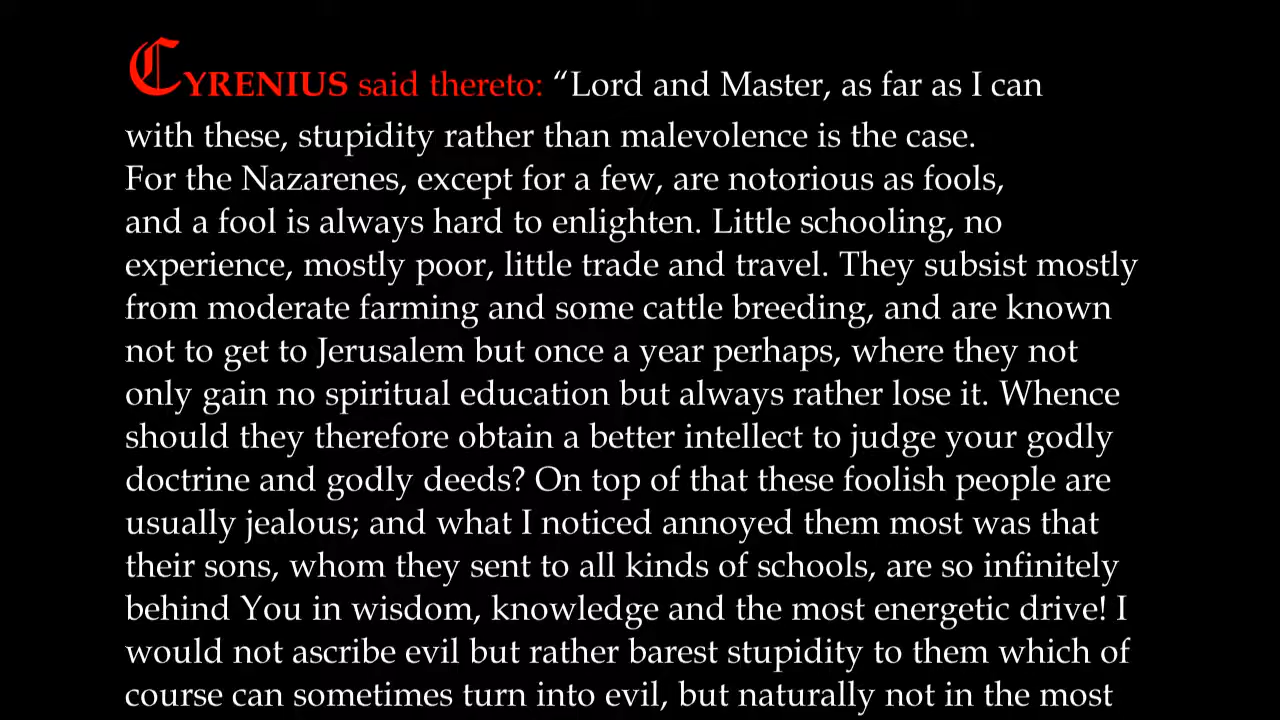 CYRENIUS said thereto: “Lord and Master, as far as I can
with these, stupidity rather than malevolence is the case.
For the Nazarenes, except for a few, are notorious as fools,
and a fool is always hard to enlighten. Little schooling, no
experience, mostly poor, little trade and travel. They subsist mostly
from moderate farming and some cattle breeding, and are known
not to get to Jerusalem but once a year perhaps, where they not
only gain no spiritual education but always rather lose it. Whence
should they therefore obtain a better intellect to judge your godly
doctrine and godly deeds? On top of that these foolish people are
usually jealous; and what I noticed annoyed them most was that
their sons, whom they sent to all kinds of schools, are so infinitely
behind You in wisdom, knowledge and the most energetic drive! I
would not ascribe evil but rather barest stupidity to them which of
course can sometimes turn into evil, but naturally not in the most